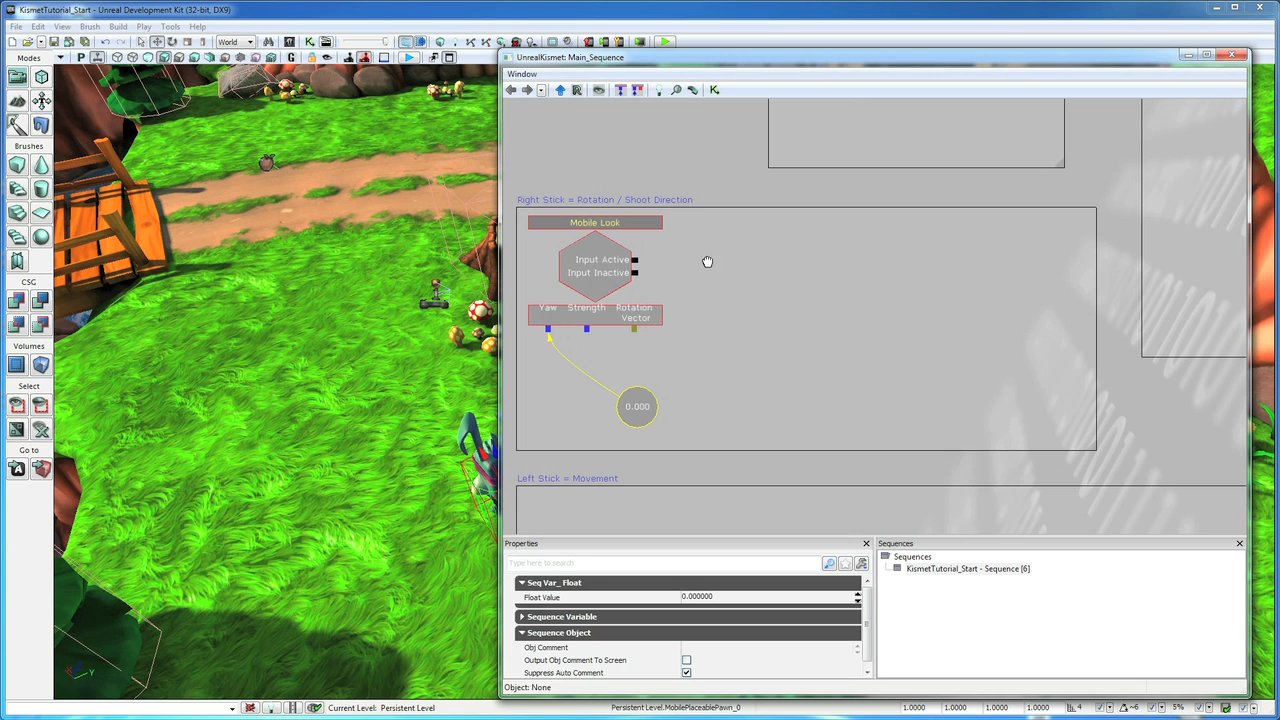 KismetTutorial_Start - Unreal Development Kit (32-bit, DX9)
File Edit View Brush Build Play Tools Help
World
Modes
P G
Brushes
CSG
Volumes
Select
Go to
UnrealKismet: Main_Sequence
Window
R K
Right Stick = Rotation / Shoot Direction
Mobile Look
Input Active
Input Inactive
Yaw Strength Rotation Vector
0.000
Left Stick = Movement
Properties
Type here to search
Seq Var_Float
Float Value 0.000000
Sequence Variable
Sequence Object
Obj Comment
Output Obj Comment To Screen
Suppress Auto Comment
Sequences
Sequences
KismetTutorial_Start - Sequence [6]
Object: None
X Y
Current Level: Persistent Level
Persistent Level.MobilePlaceablePawn_0
1.0000 1.0000 1.0000 1.0000 4 ~6 5%